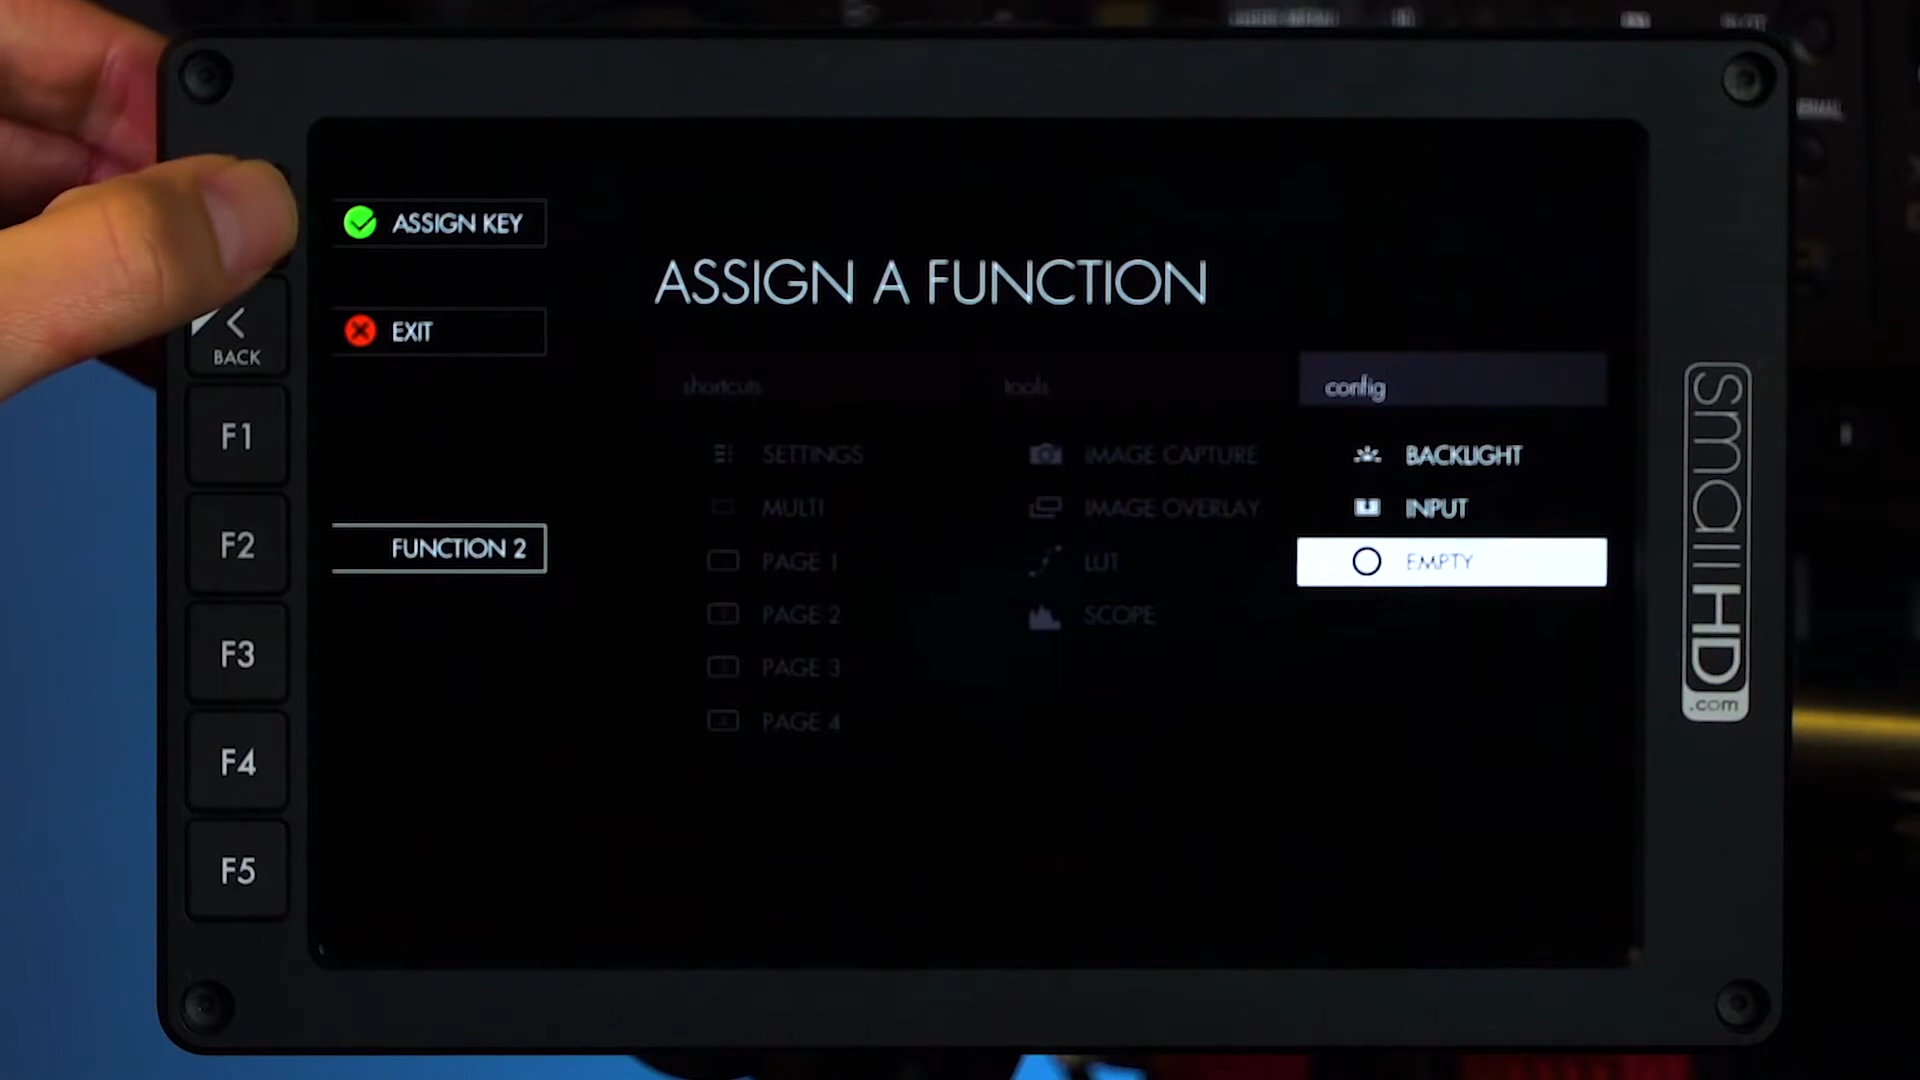 ASSIGN KEY
ASSIGN A FUNCTION
EXIT
BACK
shortcuts
tools
config
F1
SETTINGS
IMAGE CAPTURE
BACKLIGHT
MULTI
IMAGE OVERLAY
INPUT
F2
FUNCTION 2
PAGE 1
LUT
EMPTY
PAGE 2
SCOPE
F3
PAGE 3
F4
PAGE 4
F5
smallHD
.com